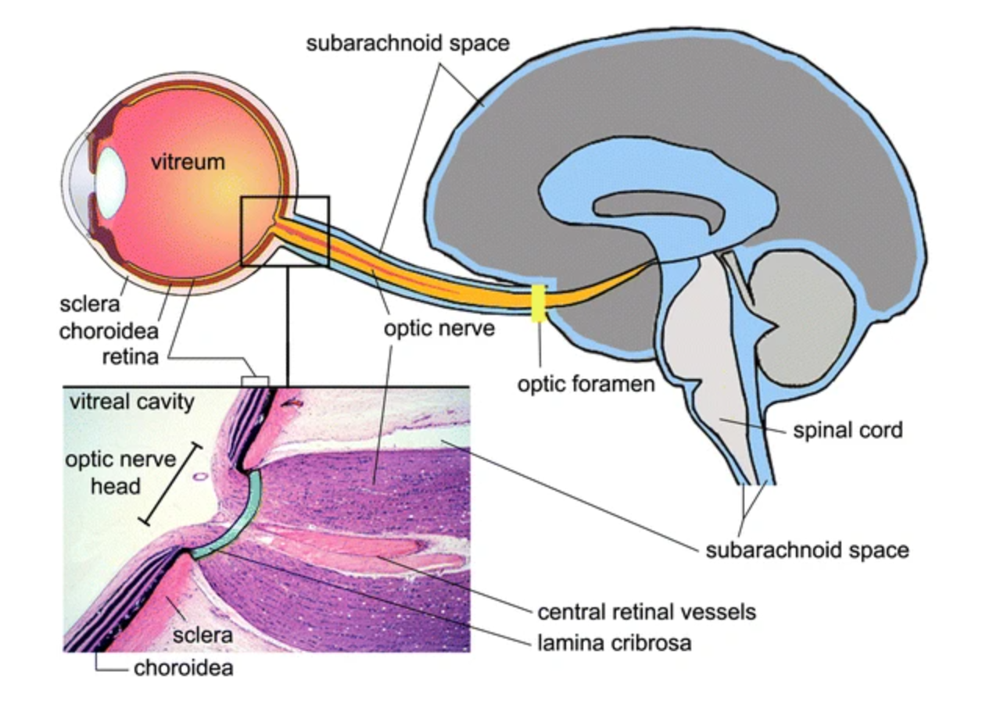 subarachnoid space
vitreum
sclera
choroidea
retina
optic nerve
optic foramen
vitreal cavity
optic nerve
head
spinal cord
subarachnoid space
central retinal vessels
sclera
lamina cribrosa
choroidea